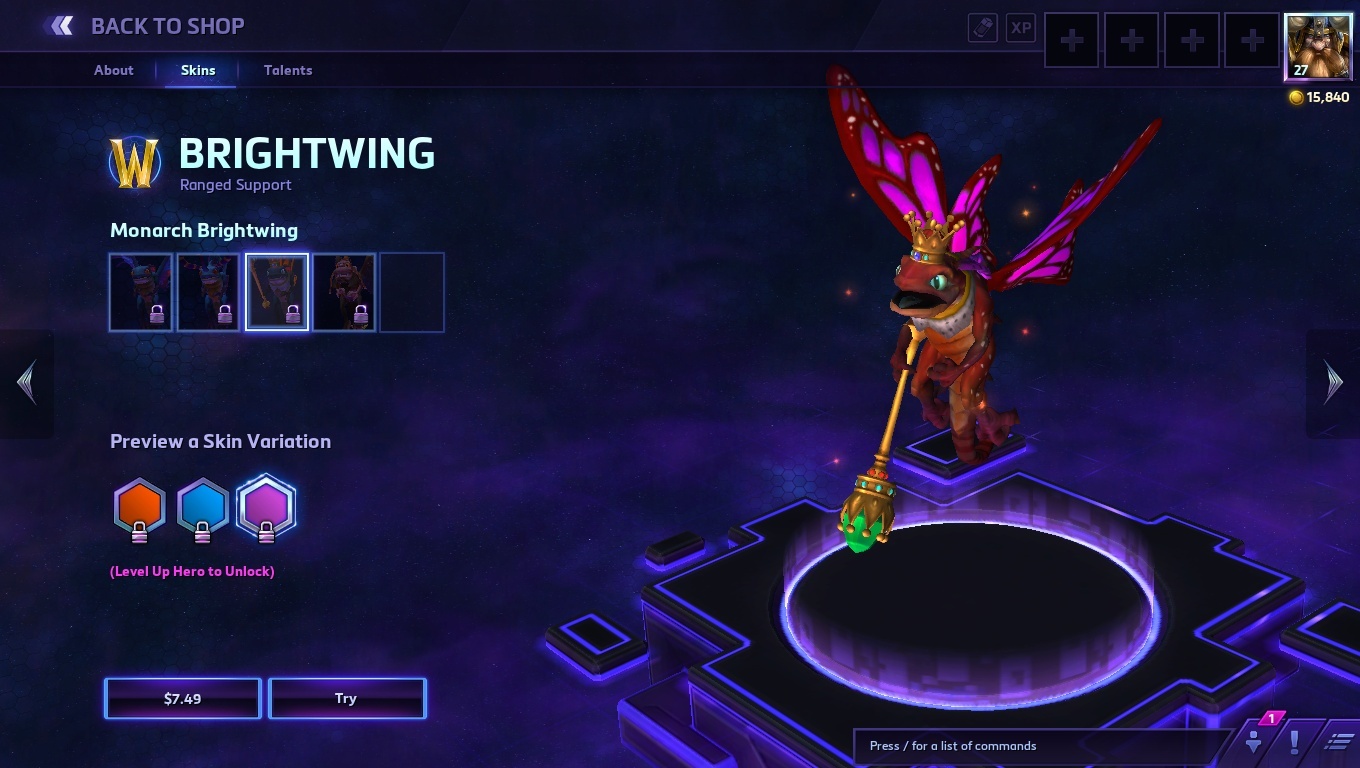 BACK TO SHOP
XP
About
Skins
Talents
27
15,840
BRIGHTWING
Ranged Support
Monarch Brightwing
Preview a Skin Variation
(Level Up Hero to Unlock)
$7.49
Try
1
Press / for a list of commands